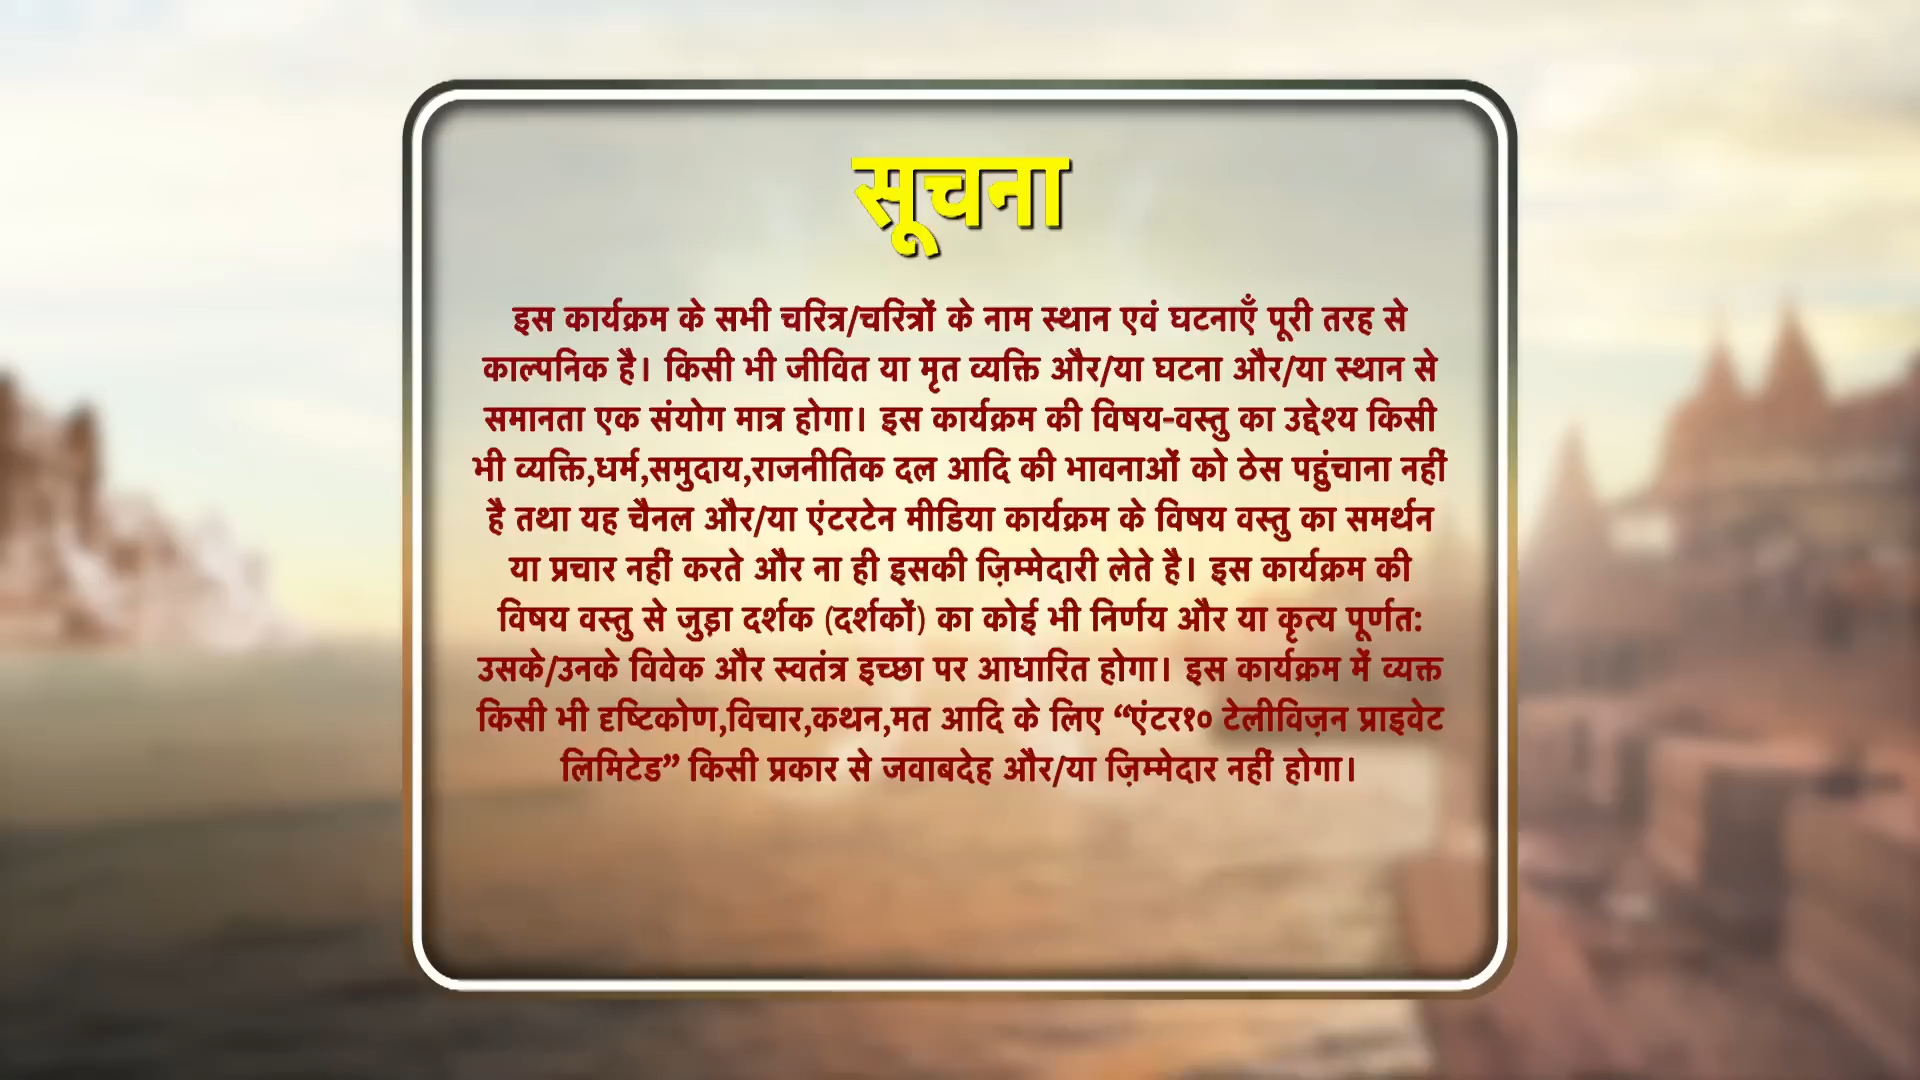 सूचना
इस कार्यक्रम के सभी चरित्र/चरित्रों के नाम स्थान एवं घटनाएँ पूरी तरह से
काल्पनिक है। किसी भी जीवित या मृत व्यक्ति और/या घटना और/या स्थान से
समानता एक संयोग मात्र होगा। इस कार्यक्रम की विषय-वस्तु का उद्देश्य किसी
भी व्यक्ति,धर्म,समुदाय,राजनीतिक दल आदि की भावनाओं को ठेस पहुंचाना नहीं
है तथा यह चैनल और/या एंटरटेन मीडिया कार्यक्रम के विषय वस्तु का समर्थन
या प्रचार नहीं करते और ना ही इसकी ज़िम्मेदारी लेते है। इस कार्यक्रम की
विषय वस्तु से जुड़ा दर्शक (दर्शकों) का कोई भी निर्णय और या कृत्य पूर्णत:
उसके/उनके विवेक और स्वतंत्र इच्छा पर आधारित होगा। इस कार्यक्रम में व्यक्त
किसी भी दृष्टिकोण,विचार,कथन,मत आदि के लिए “एंटर१० टेलीविज़न प्राइवेट
लिमिटेड” किसी प्रकार से जवाबदेह और/या ज़िम्मेदार नहीं होगा।